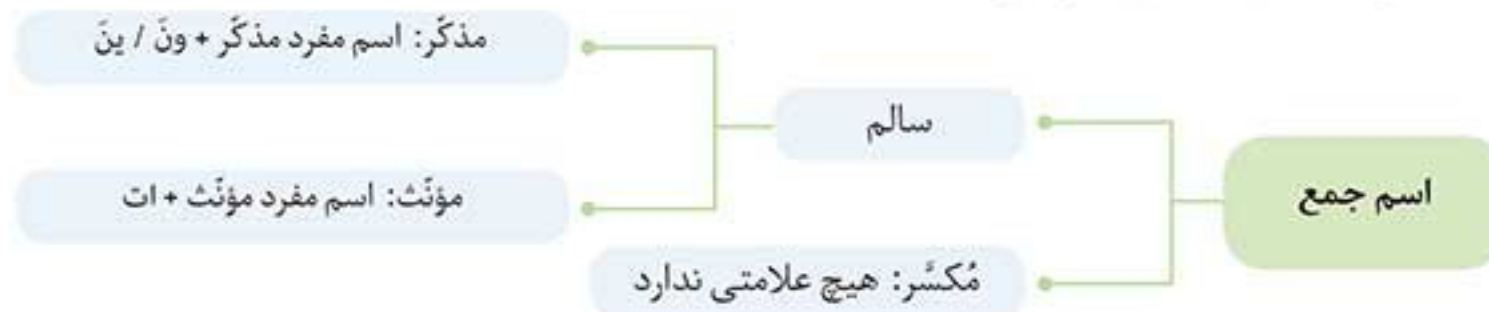 اسم جمع
سالم
مذکّر: اسم مفرد مذکّر + ونَ / ینَ
مؤنّث: اسم مفرد مؤنّث + ات
مُکسَّر: هیچ علامتی ندارد